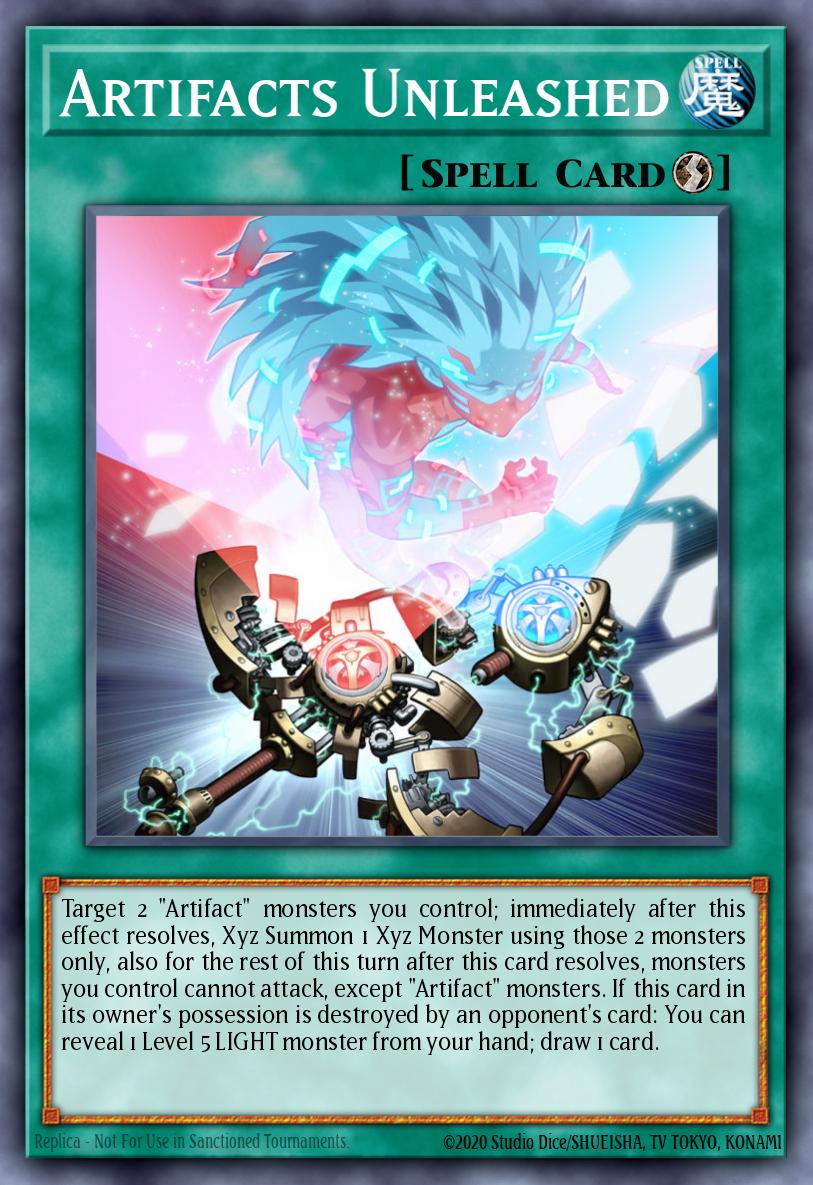 Artifacts Unleashed
SPELL
魔
[Spell Card]
Target 2 "Artifact" monsters you control; immediately after this
effect resolves, Xyz Summon 1 Xyz Monster using those 2 monsters
only, also for the rest of this turn after this card resolves, monsters
you control cannot attack, except "Artifact" monsters. If this card in
its owner's possession is destroyed by an opponent's card: You can
reveal 1 Level 5 LIGHT monster from your hand; draw 1 card.
Replica - Not For Use in Sanctioned Tournaments.
©2020 Studio Dice/SHUEISHA, TV TOKYO, KONAMI